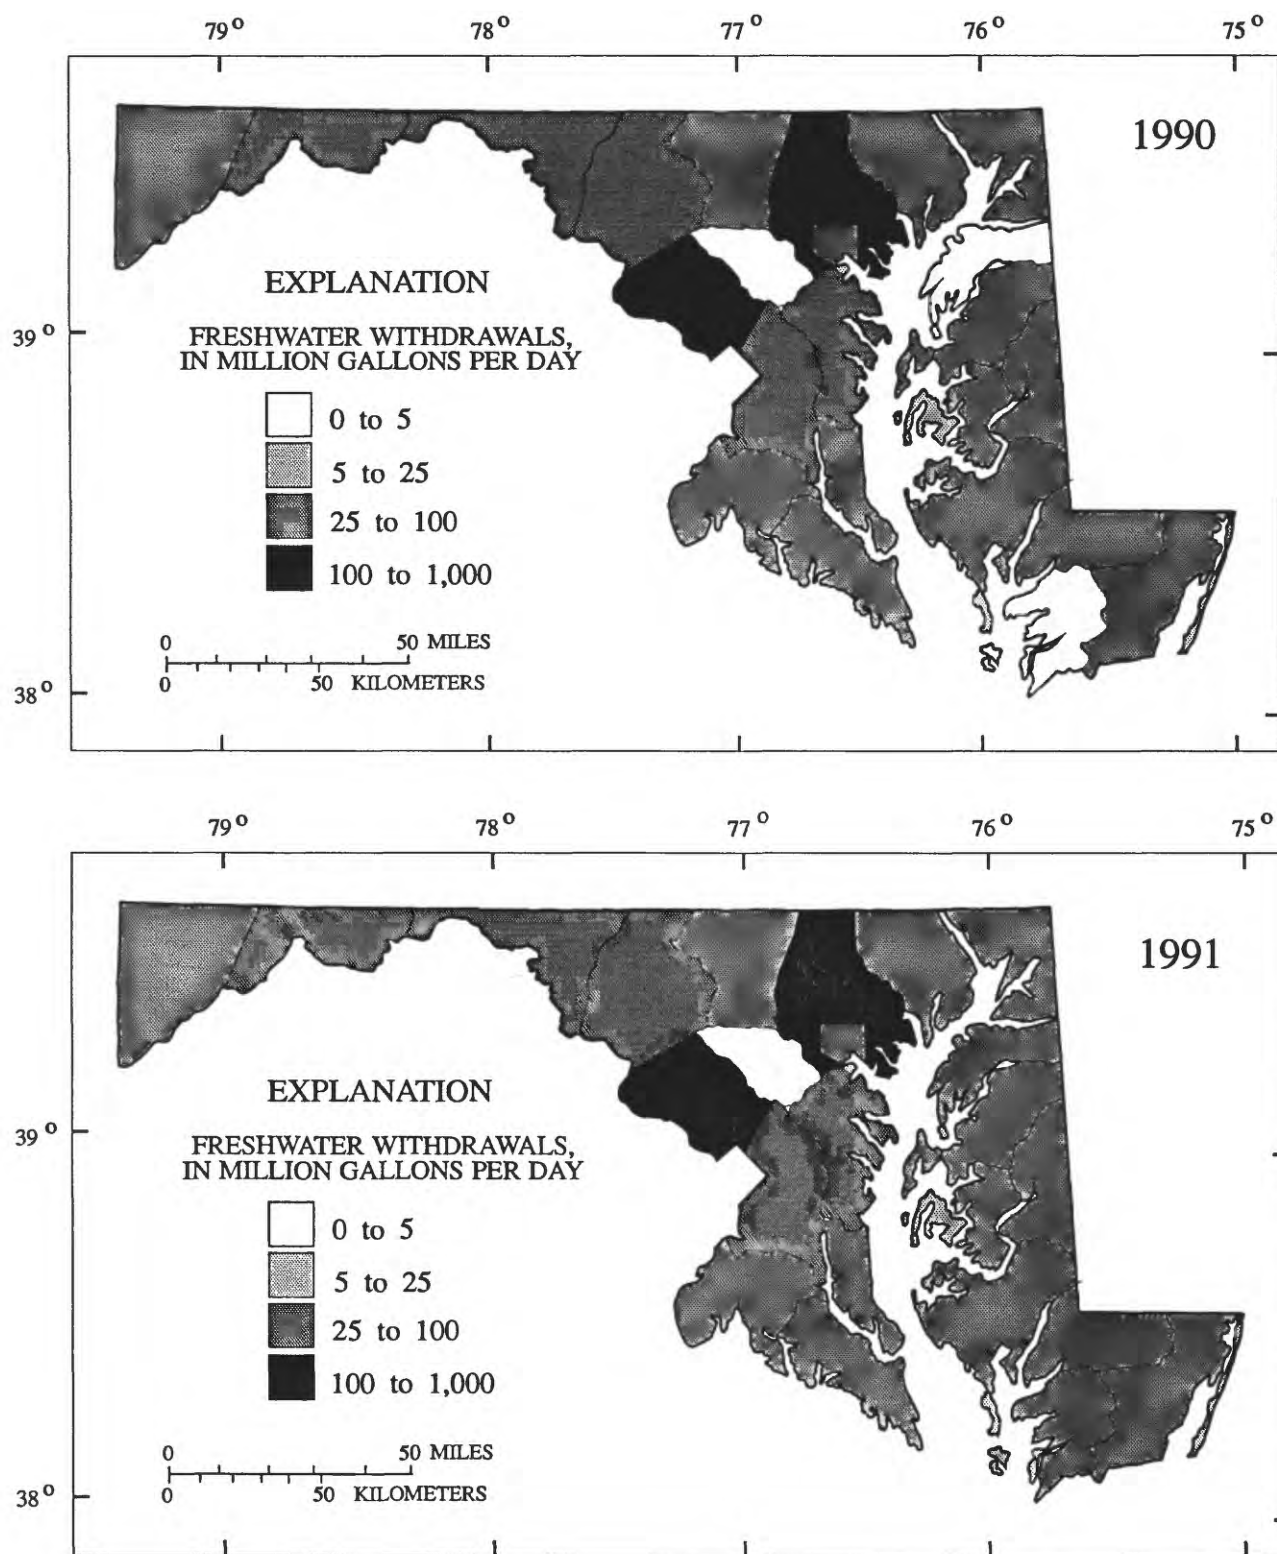 79° 78° 77° 76° 75°
1990
EXPLANATION
39°
FRESHWATER WITHDRAWALS,
IN MILLION GALLONS PER DAY
0 to 5
5 to 25
25 to 100
100 to 1,000
0 50 MILES
0 50 KILOMETERS
38°
79° 78° 77° 76° 75°
1991
EXPLANATION
39°
FRESHWATER WITHDRAWALS,
IN MILLION GALLONS PER DAY
0 to 5
5 to 25
25 to 100
100 to 1,000
0 50 MILES
0 50 KILOMETERS
38°